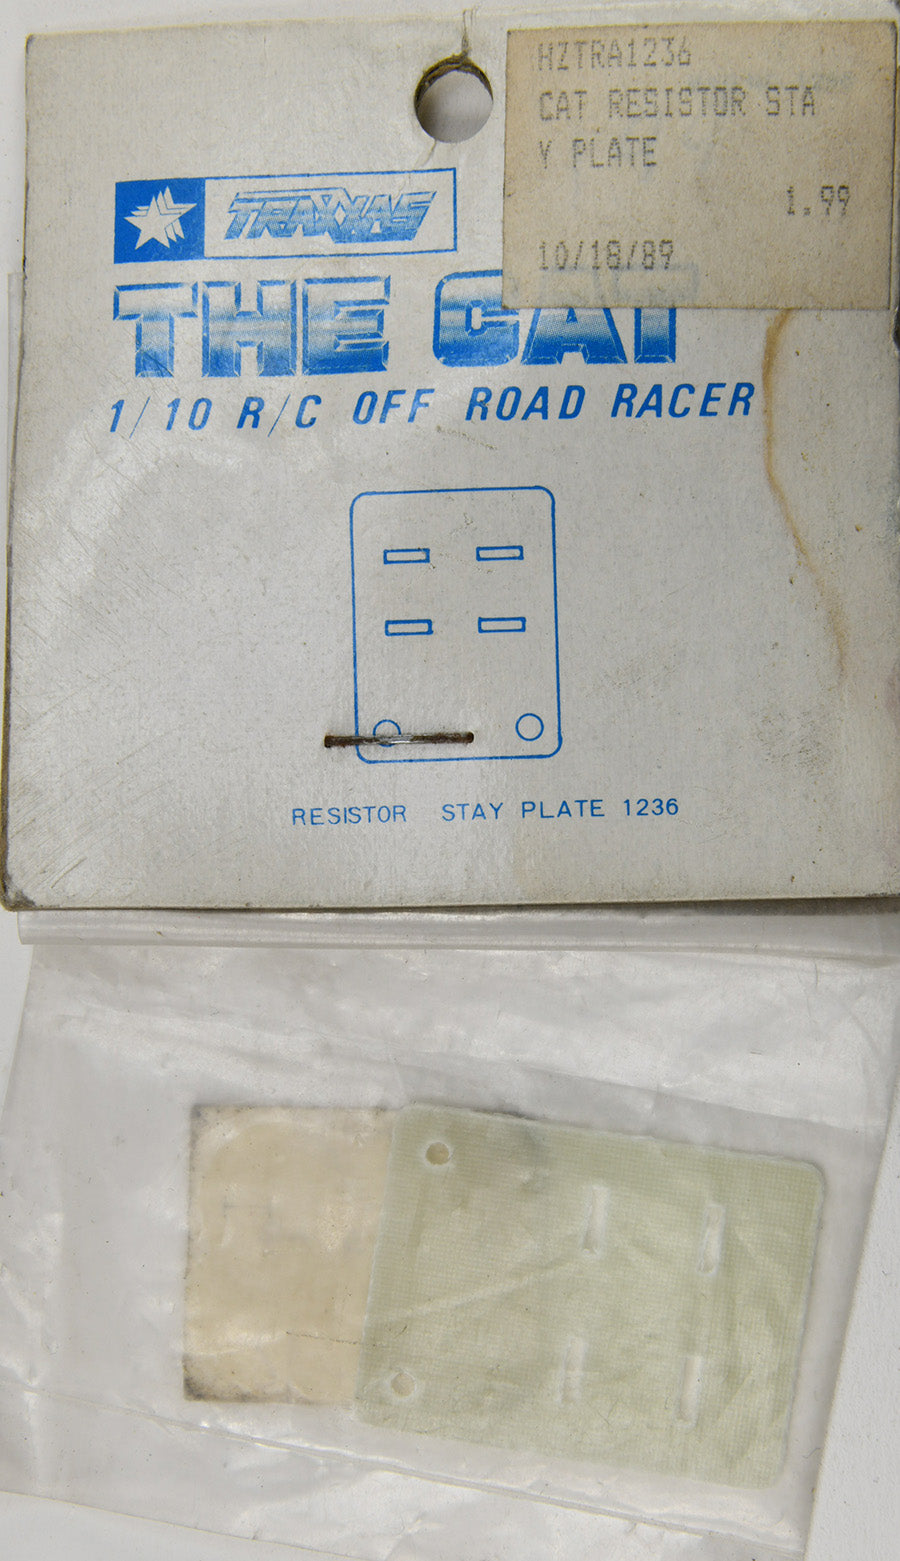 HZTRA1236
CAT RESISTOR STA
Y PLATE
1.99
10/18/89
TRAXXAS
THE CAT
1/10 R/C OFF ROAD RACER
RESISTOR STAY PLATE 1236